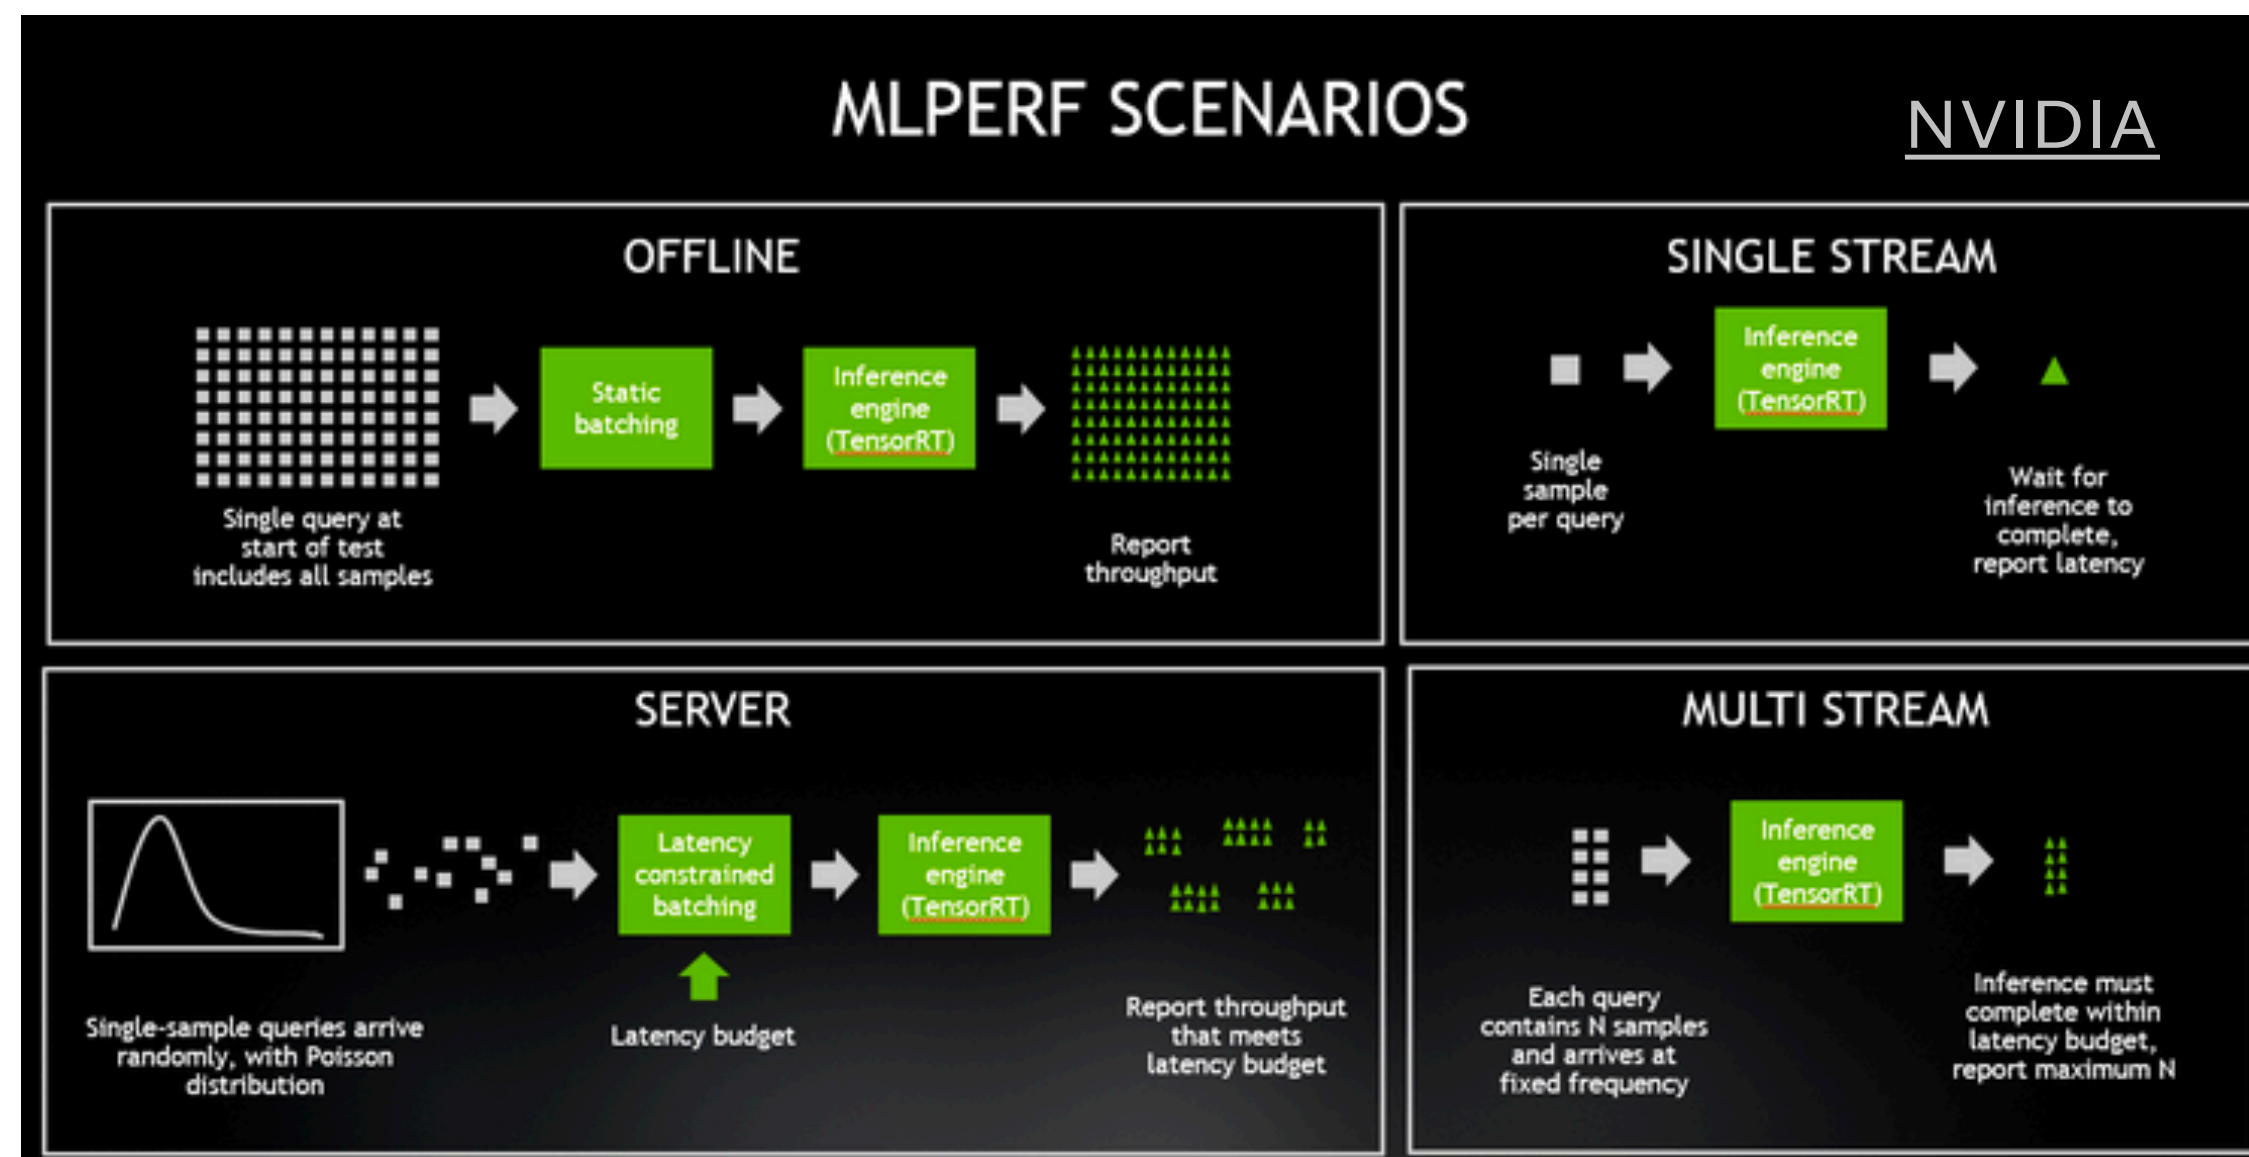 MLPERF SCENARIOS
NVIDIA
OFFLINE
Single query at
start of test
includes all samples
Static
batching
Inference
engine
(TensorRT)
Report
throughput
SINGLE STREAM
Single
sample
per query
Inference
engine
(TensorRT)
Wait for
inference to
complete,
report latency
SERVER
Single-sample queries arrive
randomly, with Poisson
distribution
Latency
constrained
batching
Latency budget
Inference
engine
(TensorRT)
Report throughput
that meets
latency budget
MULTI STREAM
Each query
contains N samples
and arrives at
fixed frequency
Inference
engine
(TensorRT)
Inference must
complete within
latency budget,
report maximum N